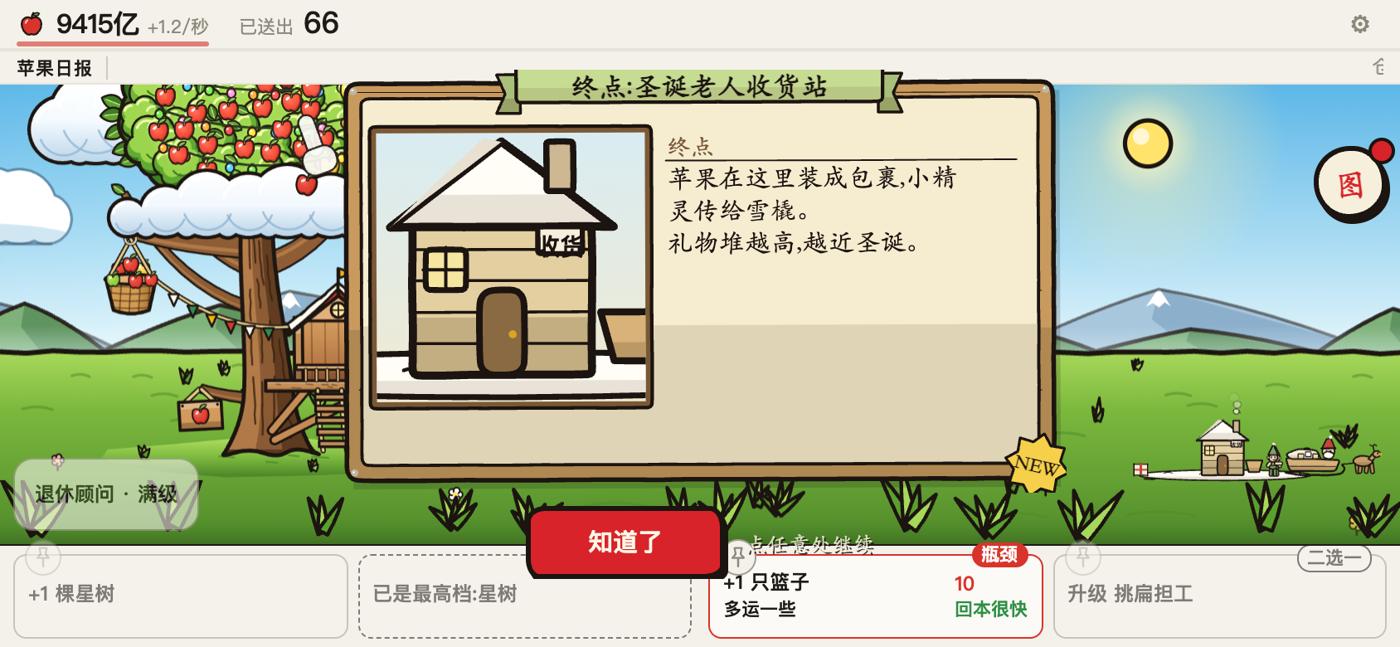 9415亿 +1.2/秒 已送出 66
苹果日报
终点:圣诞老人收货站
终点
苹果在这里装成包裹,小精
灵传给雪橇。
礼物堆越高,越近圣诞。
收货
图
NEW
退休顾问 · 满级
知道了
点任意处继续
+1 棵星树
已是最高档:星树
瓶颈
+1 只篮子 10
多运一些 回本很快
二选一
升级 挑扁担工